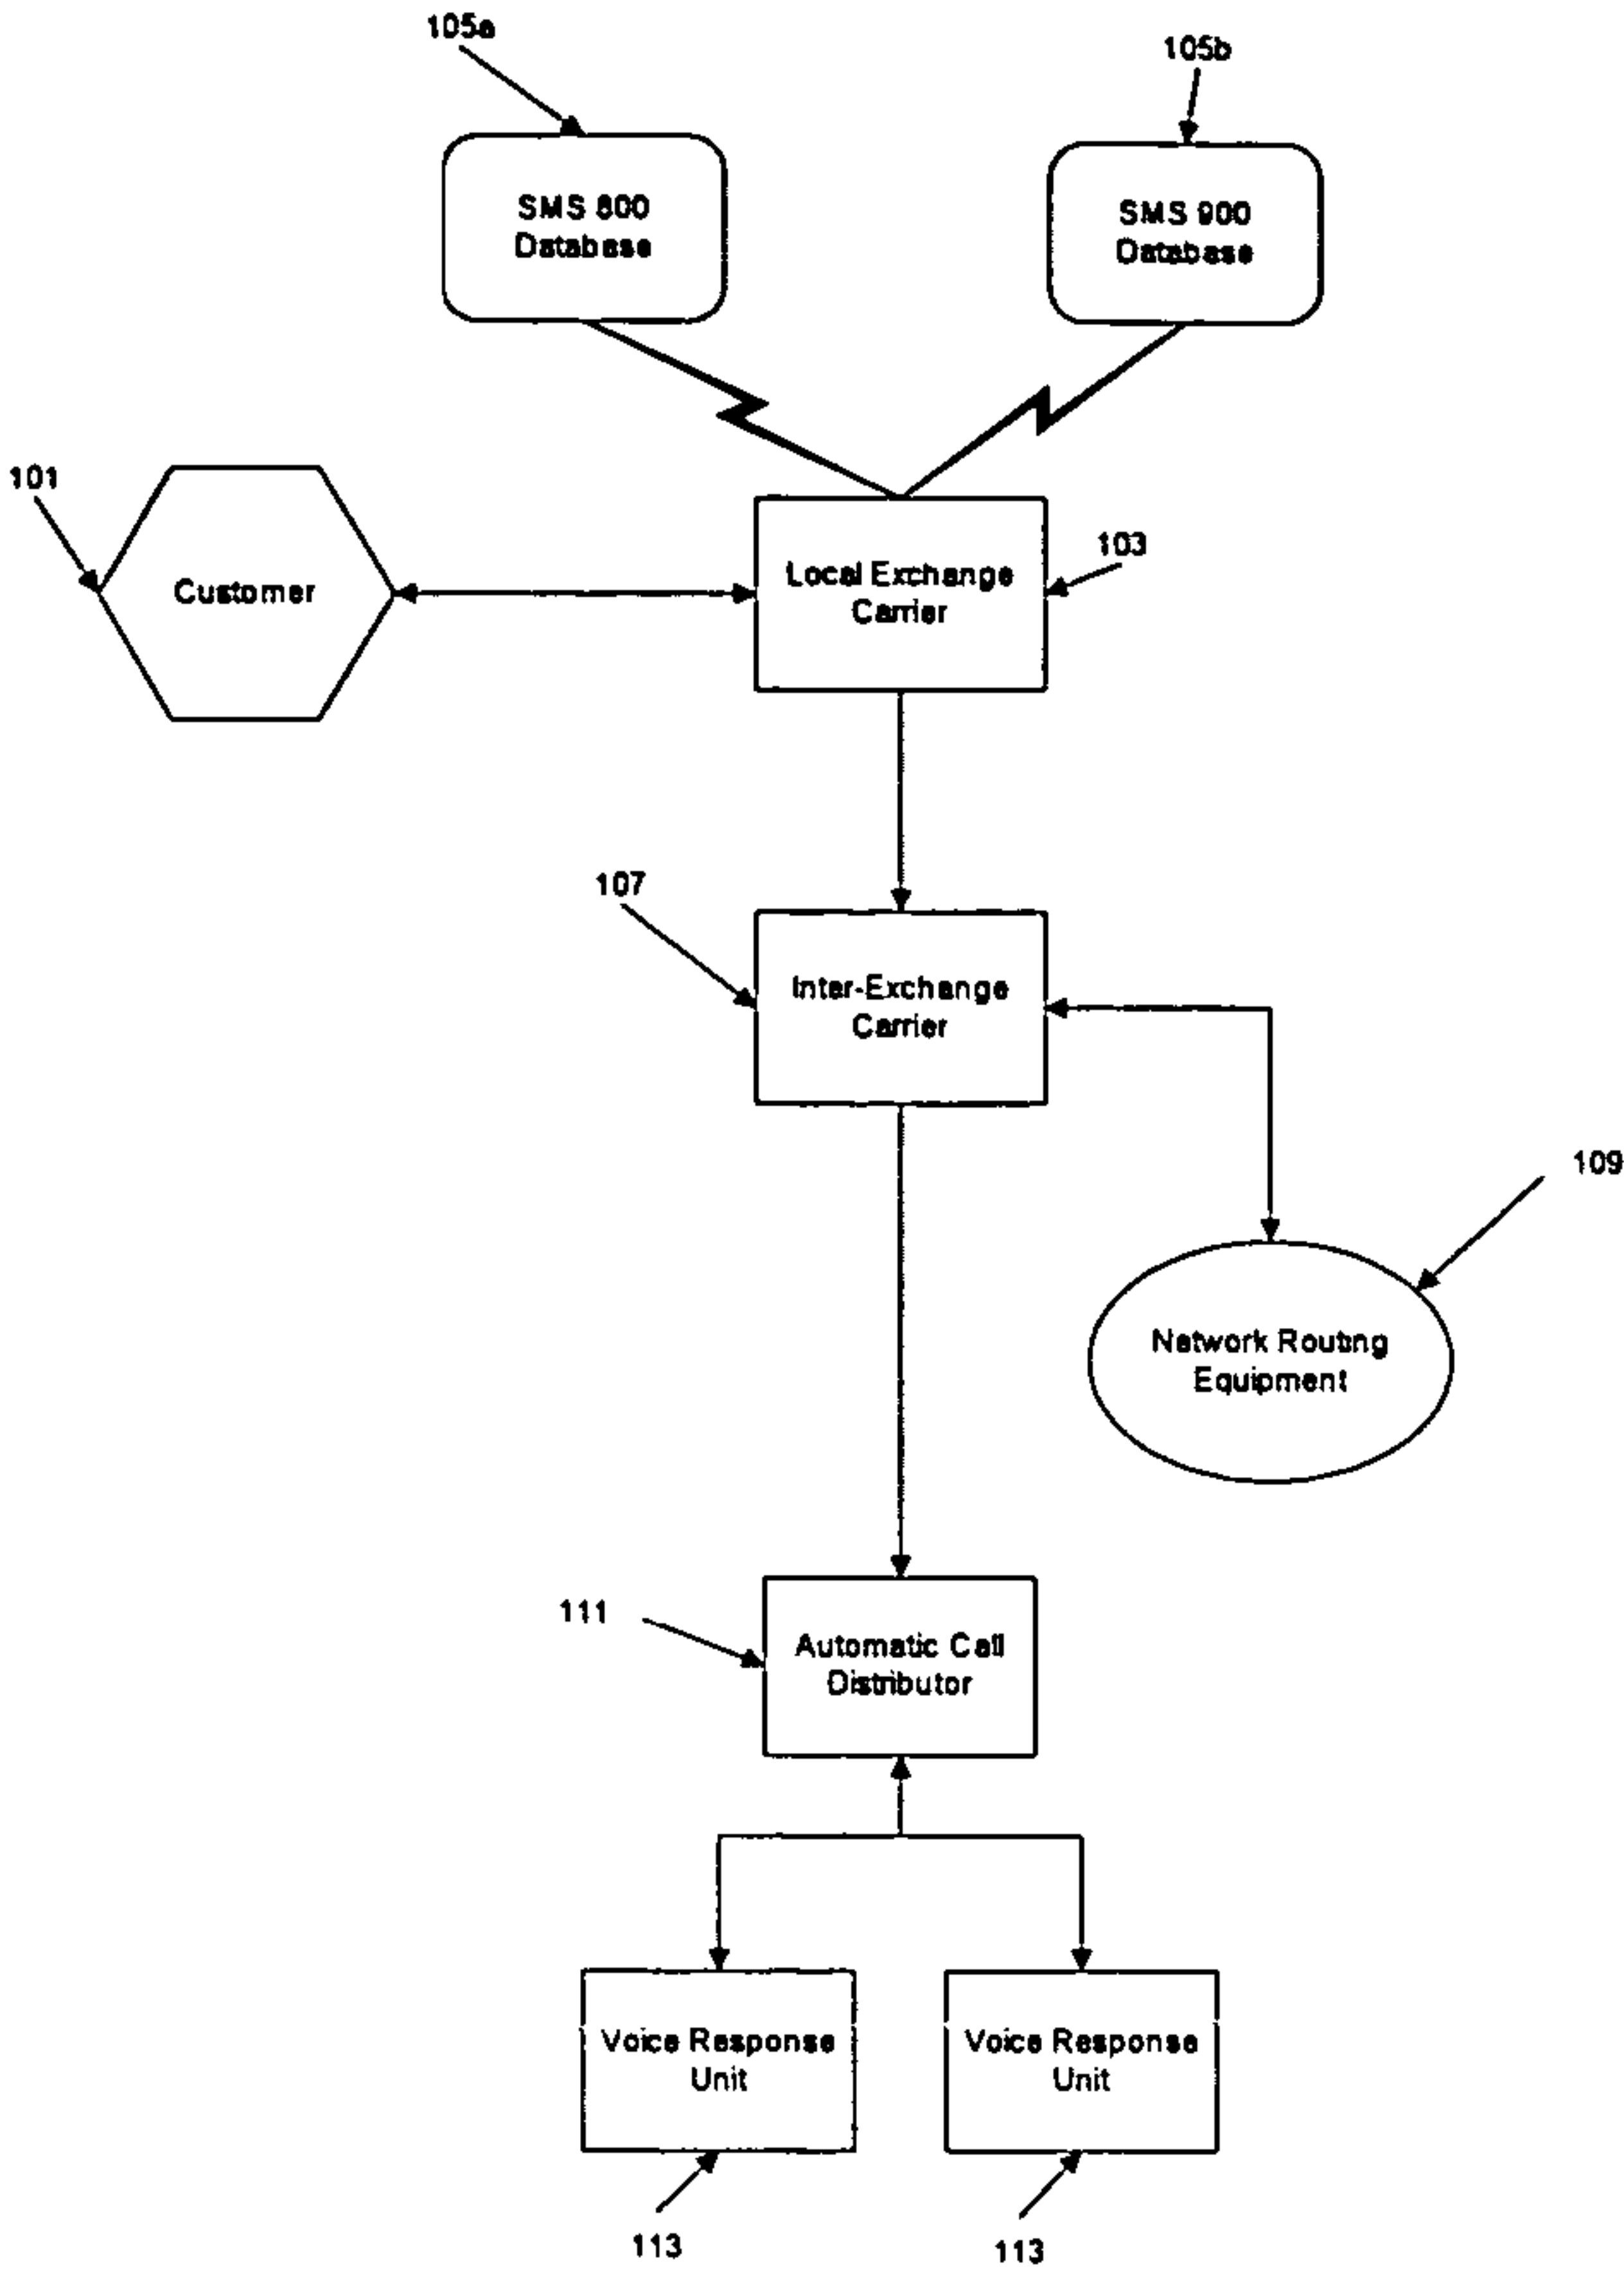 105a
105b
SMS 800
Database
SMS 900
Database
101
Customer
Local Exchange
Carrier
103
107
Inter-Exchange
Carrier
109
Network Routing
Equipment
111
Automatic Call
Distributor
Voice Response
Unit
Voice Response
Unit
113
113